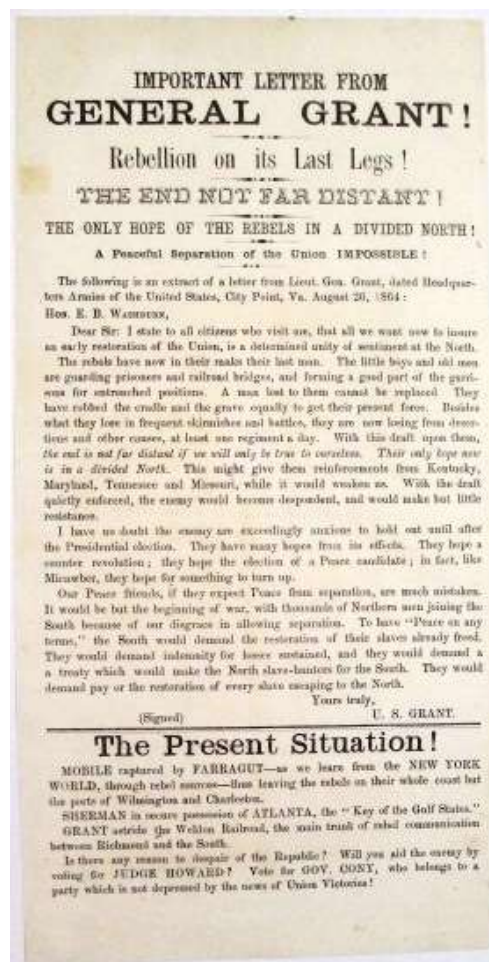 IMPORTANT LETTER FROM
GENERAL GRANT!
Rebellion on its Last Legs!
THE END NOT FAR DISTANT!
THE ONLY HOPE OF THE REBELS IN A DIVIDED NORTH!
A Peaceful Separation of the Union IMPOSSIBLE!
The following is an extract of a letter from Lieut. Gen. Grant, dated Headquar-
ters Armies of the United States, City Point, Va. August 26, 1864:
Hon. E. B. Washburn,
Dear Sir: I state to all citizens who visit me, that all we want now to insure
an early restoration of the Union, is a determined unity of sentiment at the North.
The rebels have now in their ranks their last man. The little boys and old men
are guarding prisoners and railroad bridges, and forming a good part of the garri-
sons for entrenched positions. A man lost to them cannot be replaced They
have robbed the cradle and the grave equally to get their present force. Besides
what they lose in frequent skirmishes and battles, they are now losing from deser-
tions and other causes, at least one regiment a day. With this draft upon them,
the end is not far distant if we will only be true to ourselves. Their only hope now
is in a divided North. This might give them reinforcements from Kentucky,
Maryland, Tennessee and Missouri, while it would weaken us. With the draft
quietly enforced, the enemy would become despondent, and would make but little
resistance.
I have no doubt the enemy are exceedingly anxious to hold out until after
the Presidential election. They have many hopes from its effects. They hope a
counter revolution; they hope the election of a Peace candidate; in fact, like
Micawber, they hope for something to turn up.
Our Peace friends, if they expect Peace from separation, are much mistaken.
It would be but the beginning of war, with thousands of Northern men joining the
South because of our disgrace in allowing separation. To have "Peace on any
terms," the South would demand the restoration of their slaves already freed.
They would demand indemnity for losses sustained, and they would demand a
a treaty which would make the North slave-hunters for the South. They would
demand pay or the restoration of every slave escaping to the North.
Yours truly,
(Signed) U. S. GRANT.
The Present Situation!
MOBILE captured by FARRAGUT—as we learn from the NEW YORK
WORLD, through rebel sources—thus leaving the rebels on their whole coast but
the ports of Wilmington and Charleston.
SHERMAN in secure possession of ATLANTA, the "Key of the Gulf States."
GRANT astride the Weldon Railroad, the main trunk of rebel communication
between Richmond and the South.
Is there any reason to despair of the Republic? Will you aid the enemy by
voting for JUDGE HOWARD? Vote for GOV. CONY, who belongs to a
party which is not depressed by the news of Union Victories!